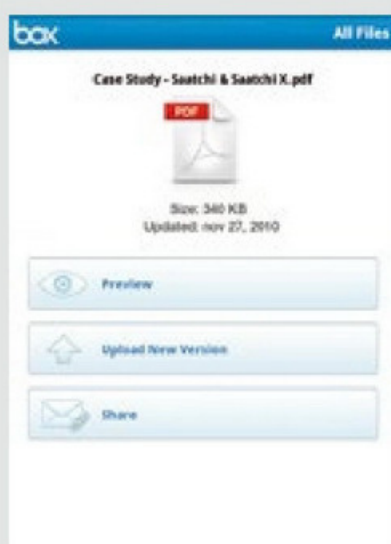 box All Files
Case Study - Saatchi & Saatchi X.pdf
PDF
Size: 340 KB
Updated: nov 27, 2010
Preview
Upload New Version
Share